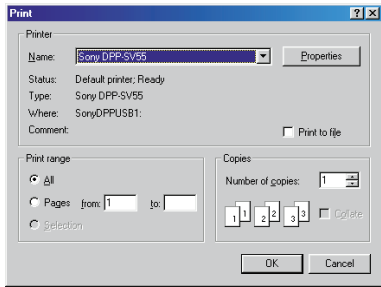 Print
Printer
Name: Sony DPP-SV55 Properties
Status: Default printer; Ready
Type: Sony DPP-SV55
Where: SonyDPPUSB1:
Comment: Print to file
Print range
All
Pages from: 1 to:
Selection
Copies
Number of copies: 1
1 1 2 2 3 3 Collate
OK Cancel